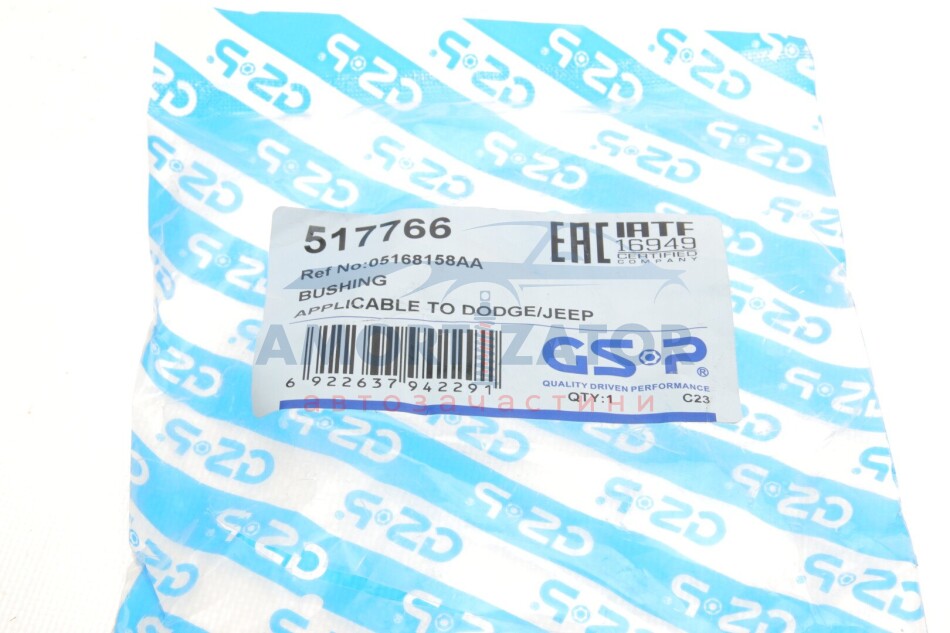 517766
Ref No:05168158AA
BUSHING
APPLICABLE TO DODGE/JEEP
EAC
IATF
16949
CERTIFIED
COMPANY
AMORTIZATOR
автозапчастини
6 922637 942291
GSP®
QUALITY DRIVEN PERFORMANCE
QTY:1
C23